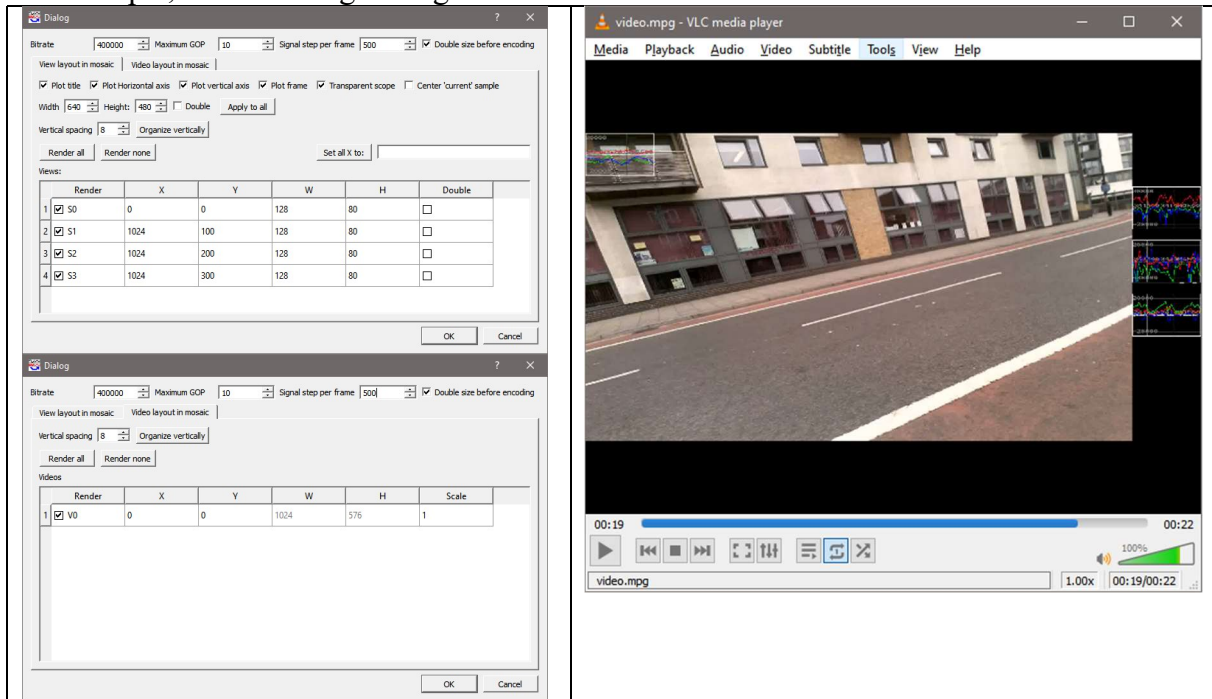 Dialog ? ×
Bitrate 400000 Maximum GOP 10 Signal step per frame 500 Double size before encoding
View layout in mosaic Video layout in mosaic
Plot title Plot Horizontal axis Plot vertical axis Plot frame Transparent scope Center 'current' sample
Width 640 Height: 480 Double Apply to all
Vertical spacing 8 Organize vertically
Render all Render none Set all X to:
Views:
Render X Y W H Double
1 S0 0 0 128 80
2 S1 1024 100 128 80
3 S2 1024 200 128 80
4 S3 1024 300 128 80
OK Cancel
Dialog ? ×
Bitrate 400000 Maximum GOP 10 Signal step per frame 500 Double size before encoding
View layout in mosaic Video layout in mosaic
Vertical spacing 8 Organize vertically
Render all Render none
Videos
Render X Y W H Scale
1 V0 0 0 1024 576 1
OK Cancel
video.mpg - VLC media player
Media Playback Audio Video Subtitle Tools View Help
00:19 00:22
100%
video.mpg 1.00x 00:19/00:22